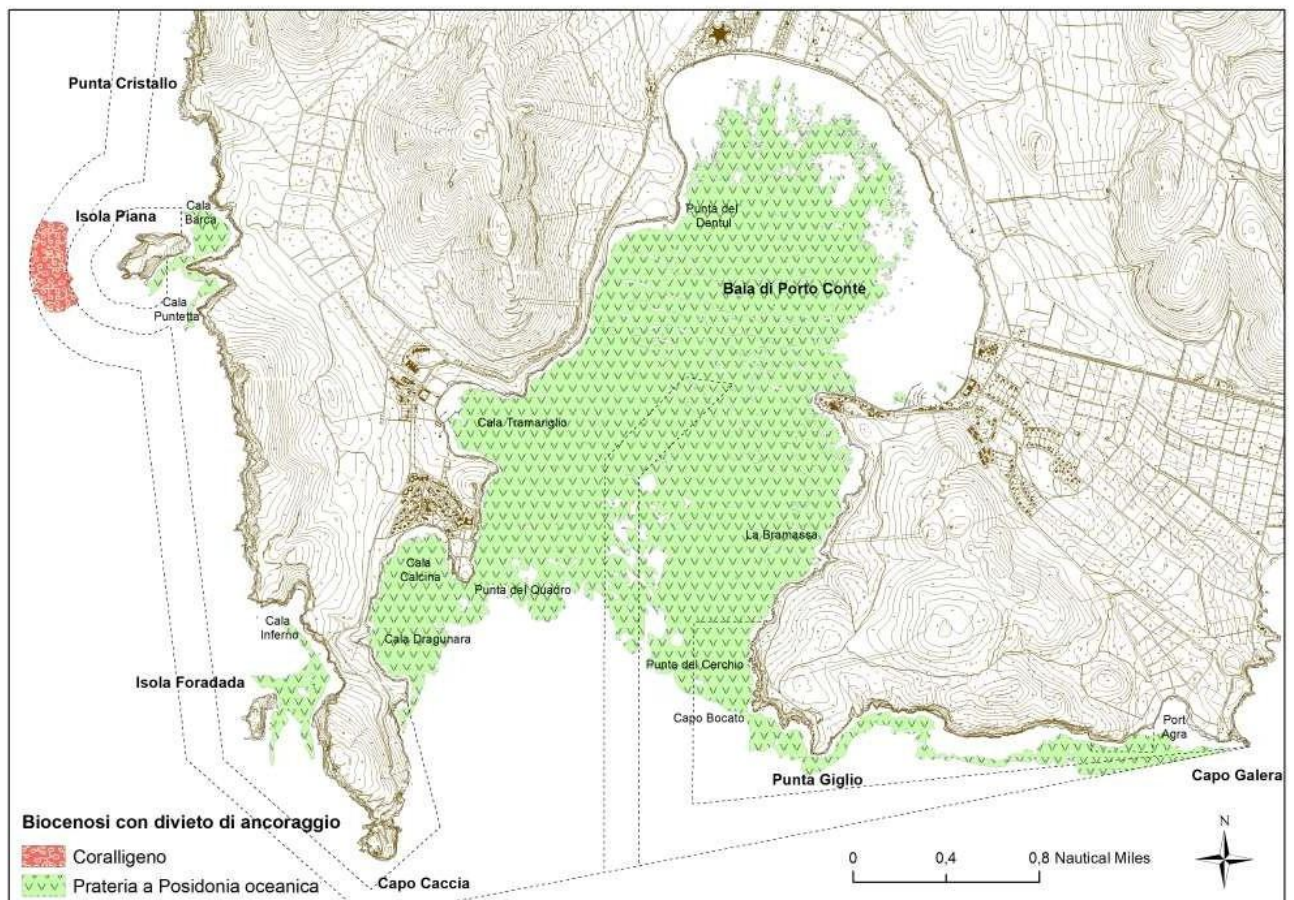 Punta Cristallo
Isola Piana
Cala
Barca
Cala
Puntetta
Punta del
Dentul
Baia di Porto Conte
Cala Tramariglio
La Bramassa
Cala
Calcina
Punta del Quadro
Cala
Inferno
Cala Dragunara
Isola Foradada
Punta del Cerchio
Capo Bocato
Port
Agra
Punta Giglio
Capo Galera
Biocenosi con divieto di ancoraggio
Coralligeno
Prateria a Posidonia oceanica
Capo Caccia
0 0,4 0,8 Nautical Miles
N